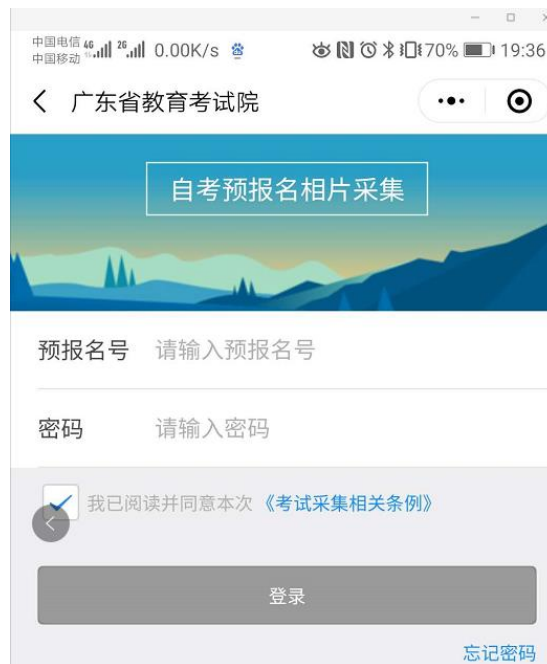 中国电信 4G 2G 0.00K/s 70% 19:36
中国移动
广东省教育考试院
自考预报名相片采集
预报名号 请输入预报名号
密码 请输入密码
我已阅读并同意本次《考试采集相关条例》
登录
忘记密码